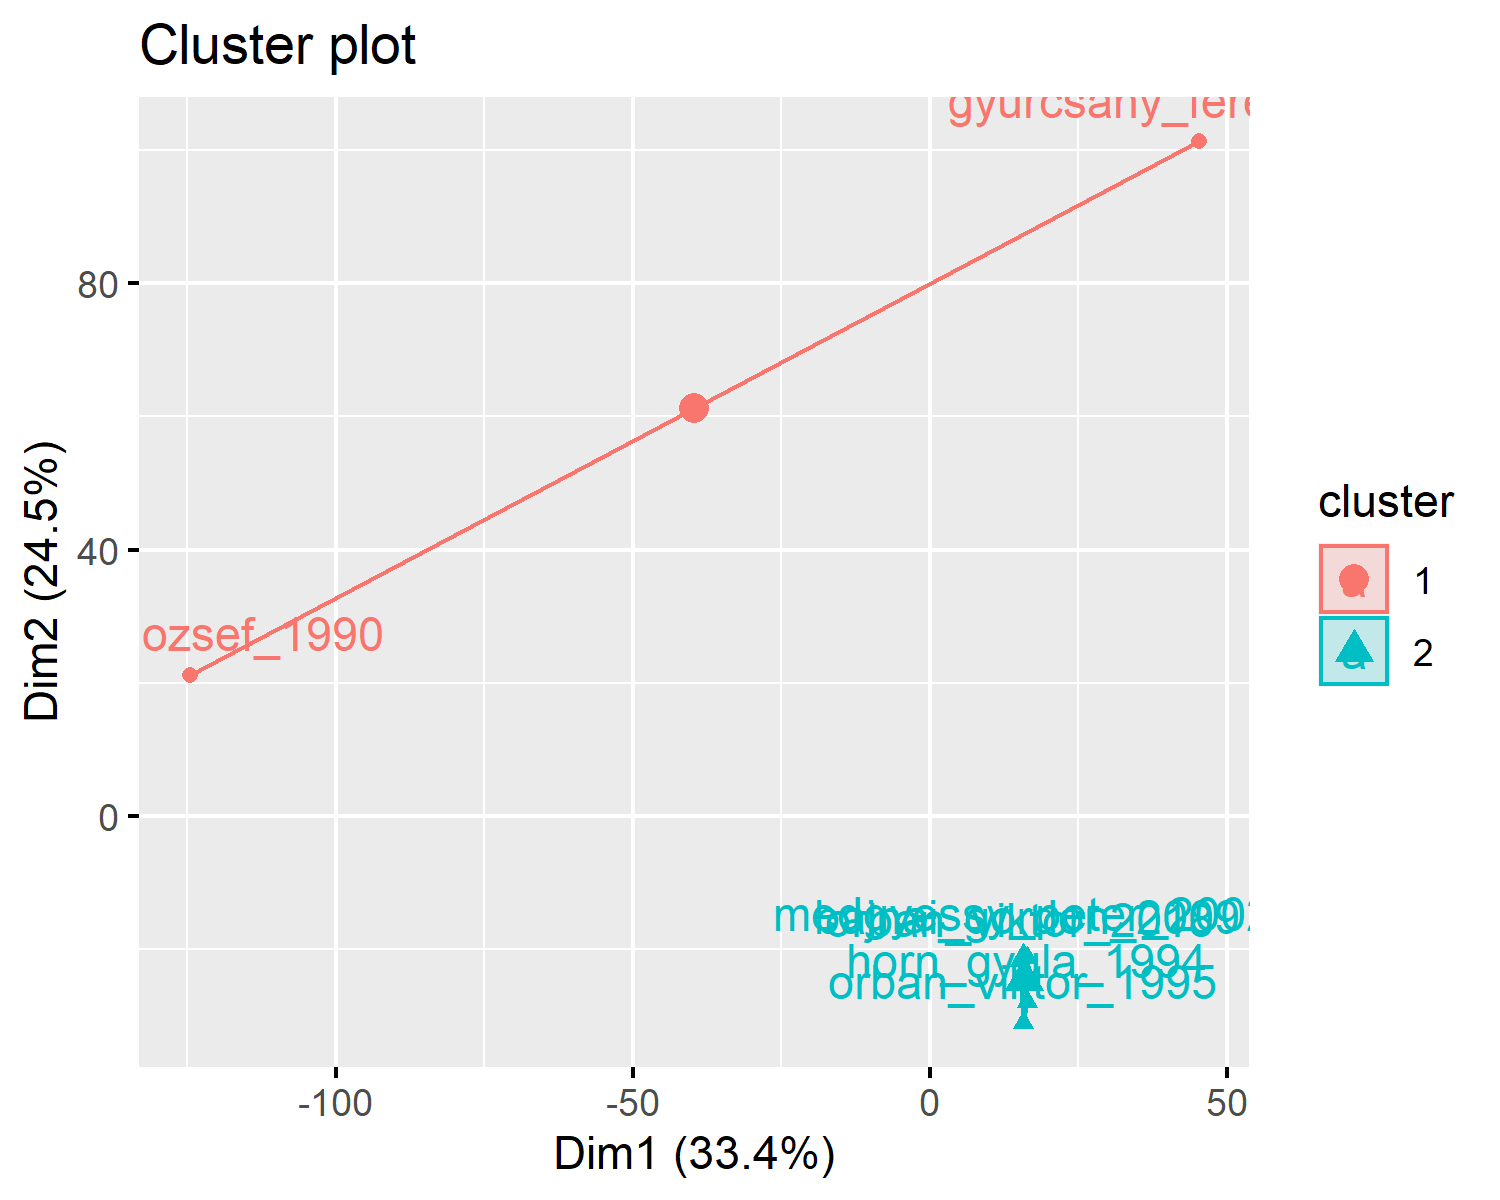 Cluster plot
gyurcsany_fere
80
40
0
ozsef_1990
horn_gyula_1994
orban_viktor_1995
-100
-50
0
50
Dim1 (33.4%)
Dim2 (24.5%)
cluster
1
2